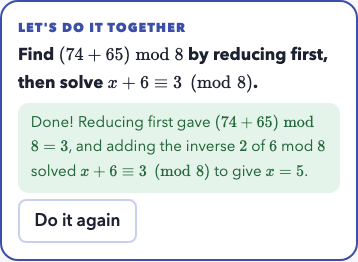 LET'S DO IT TOGETHER
Find (74 + 65) mod 8 by reducing first,
then solve x + 6 ≡ 3 (mod 8).
Done! Reducing first gave (74 + 65) mod
8 = 3, and adding the inverse 2 of 6 mod 8
solved x + 6 ≡ 3 (mod 8) to give x = 5.
Do it again